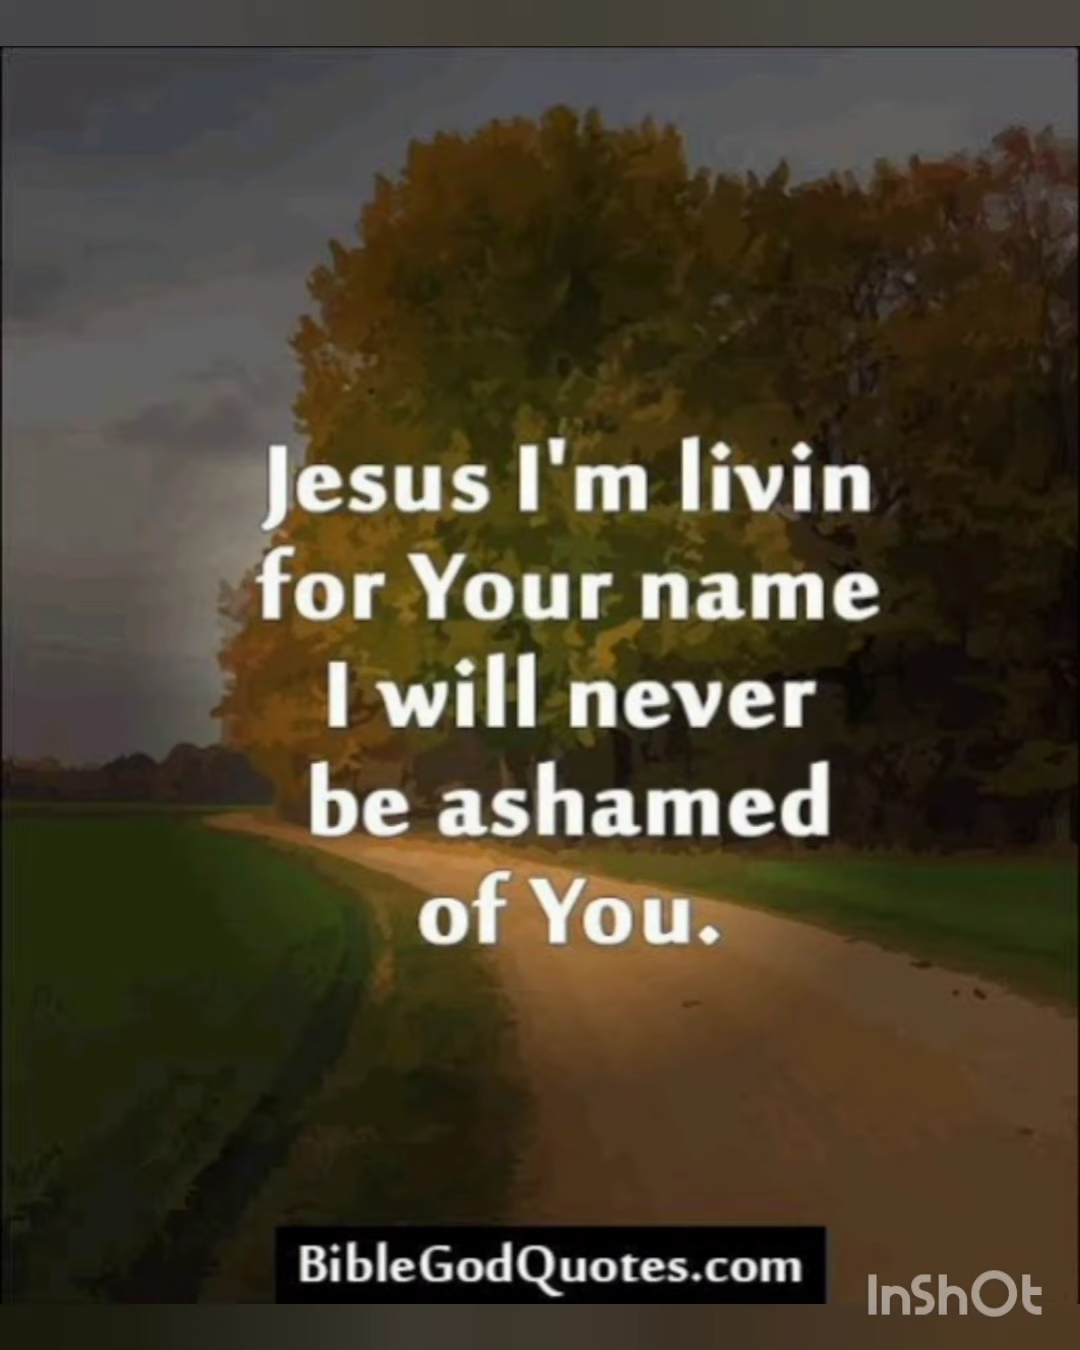 Jesus I'm livin
for Your name
I will never
be ashamed
of You.
BibleGodQuotes.com
InShOt